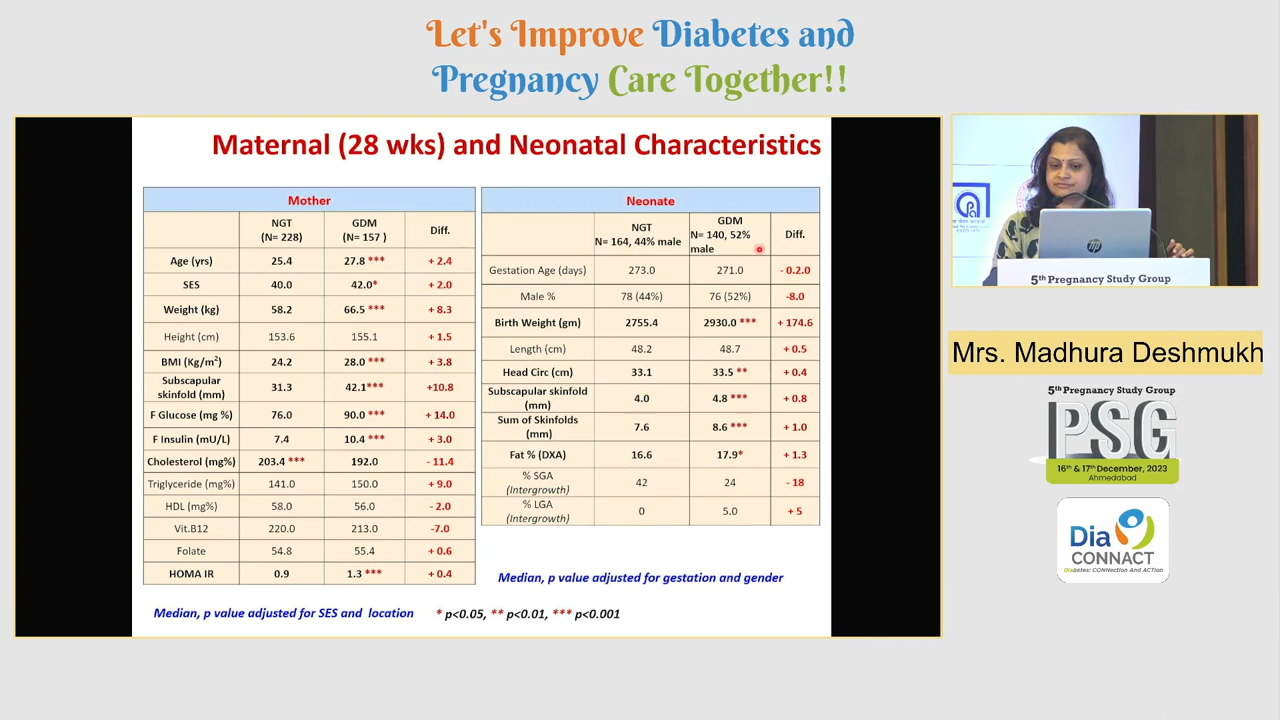 Let's Improve Diabetes and
Pregnancy Care Together!!
Maternal (28 wks) and Neonatal Characteristics
Mother
NGT (N= 228) GDM (N= 157 ) Diff.
Age (yrs) 25.4 27.8 *** + 2.4
SES 40.0 42.0* + 2.0
Weight (kg) 58.2 66.5 *** + 8.3
Height (cm) 153.6 155.1 + 1.5
BMI (Kg/m²) 24.2 28.0 *** + 3.8
Subscapular skinfold (mm) 31.3 42.1*** +10.8
F Glucose (mg %) 76.0 90.0 *** + 14.0
F Insulin (mU/L) 7.4 10.4 *** + 3.0
Cholesterol (mg%) 203.4 *** 192.0 - 11.4
Triglyceride (mg%) 141.0 150.0 + 9.0
HDL (mg%) 58.0 56.0 - 2.0
Vit.B12 220.0 213.0 -7.0
Folate 54.8 55.4 + 0.6
HOMA IR 0.9 1.3 *** + 0.4
Median, p value adjusted for SES and location
* p<0.05, ** p<0.01, *** p<0.001
Neonate
NGT N= 164, 44% male GDM N= 140, 52% male Diff.
Gestation Age (days) 273.0 271.0 - 0.2.0
Male % 78 (44%) 76 (52%) -8.0
Birth Weight (gm) 2755.4 2930.0 *** + 174.6
Length (cm) 48.2 48.7 + 0.5
Head Circ (cm) 33.1 33.5 ** + 0.4
Subscapular skinfold (mm) 4.0 4.8 *** + 0.8
Sum of Skinfolds (mm) 7.6 8.6 *** + 1.0
Fat % (DXA) 16.6 17.9* + 1.3
% SGA (Intergrowth) 42 24 - 18
% LGA (Intergrowth) 0 5.0 + 5
Median, p value adjusted for gestation and gender
hp
5th Pregnancy Study Group
Mrs. Madhura Deshmukh
5th Pregnancy Study Group
PSG
16th & 17th December, 2023
Ahmedabad
Dia
CONNACT
Diabetes: CONNection And ACTion